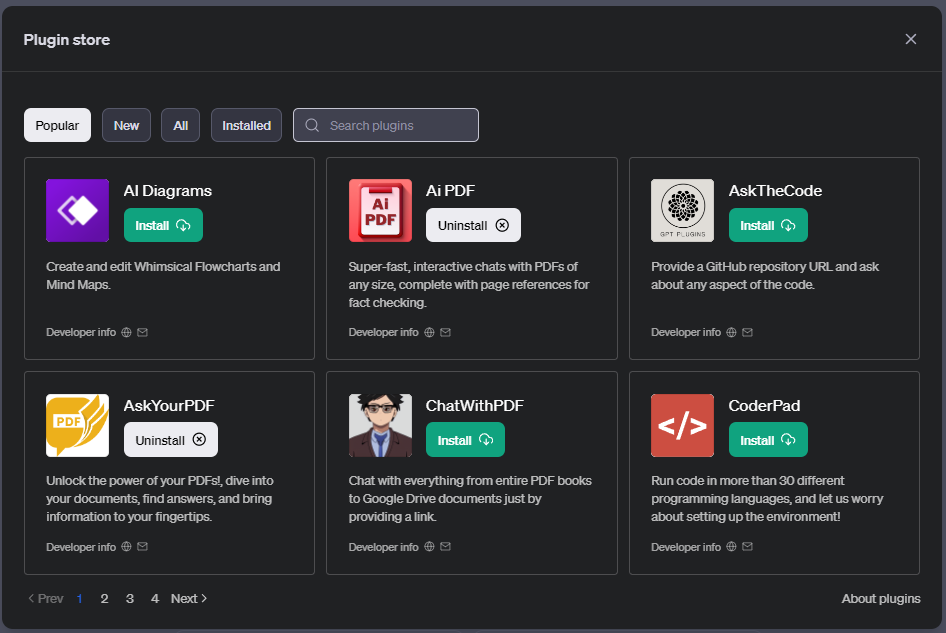 Plugin store
Popular
New
All
Installed
Search plugins
AI Diagrams
Install
Create and edit Whimsical Flowcharts and
Mind Maps.
Developer info
Ai
PDF
Ai PDF
Uninstall
Super-fast, interactive chats with PDFs of
any size, complete with page references for
fact checking.
Developer info
GPT PLUGINS
AskTheCode
Install
Provide a GitHub repository URL and ask
about any aspect of the code.
Developer info
PDF
AskYourPDF
Uninstall
Unlock the power of your PDFs!, dive into
your documents, find answers, and bring
information to your fingertips.
Developer info
ChatWithPDF
Install
Chat with everything from entire PDF books
to Google Drive documents just by
providing a link.
Developer info
</>
CoderPad
Install
Run code in more than 30 different
programming languages, and let us worry
about setting up the environment!
Developer info
< Prev 1 2 3 4 Next >
About plugins